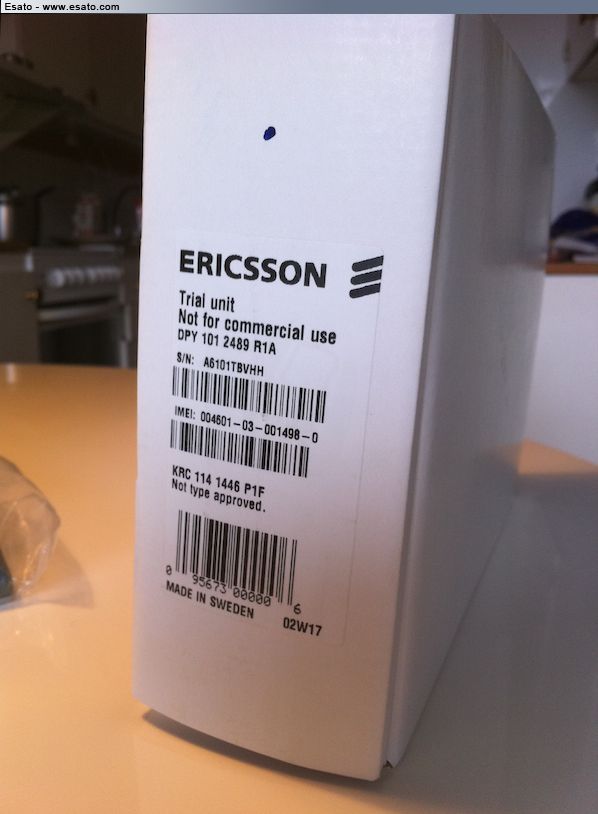 Esato - www.esato.com
ERICSSON
Trial unit
Not for commercial use
DPY 101 2489 R1A
S/N: A6101TBVHH
IMEI: 004601-03-001498-0
KRC 114 1446 P1F
Not type approved.
0 95673 00000 6
MADE IN SWEDEN 02W17